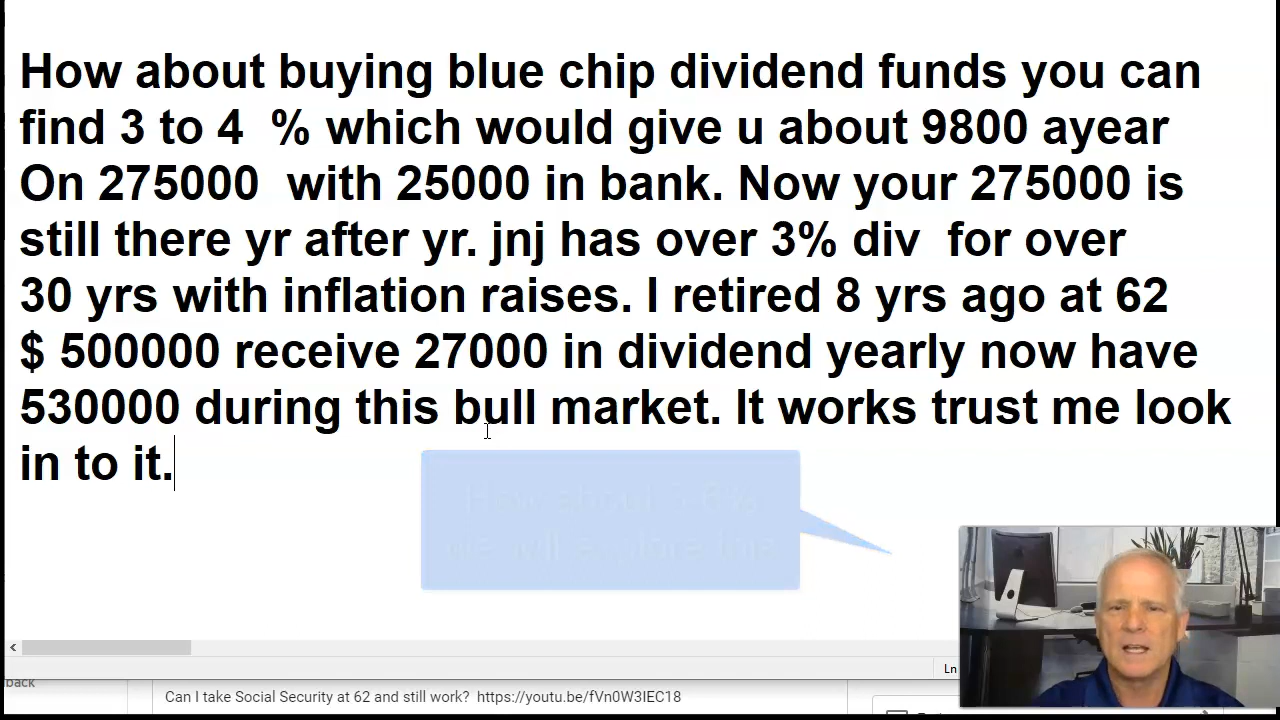 How about buying blue chip dividend funds you can
find 3 to 4  % which would give u about 9800 ayear
On 275000  with 25000 in bank. Now your 275000 is
still there yr after yr. jnj has over 3% div  for over
30 yrs with inflation raises. I retired 8 yrs ago at 62
$ 500000 receive 27000 in dividend yearly now have
530000 during this bull market. It works trust me look
in to it.
How about
Ln
back
Can I take Social Security at 62 and still work?  https://youtu.be/fVn0W3IEC18